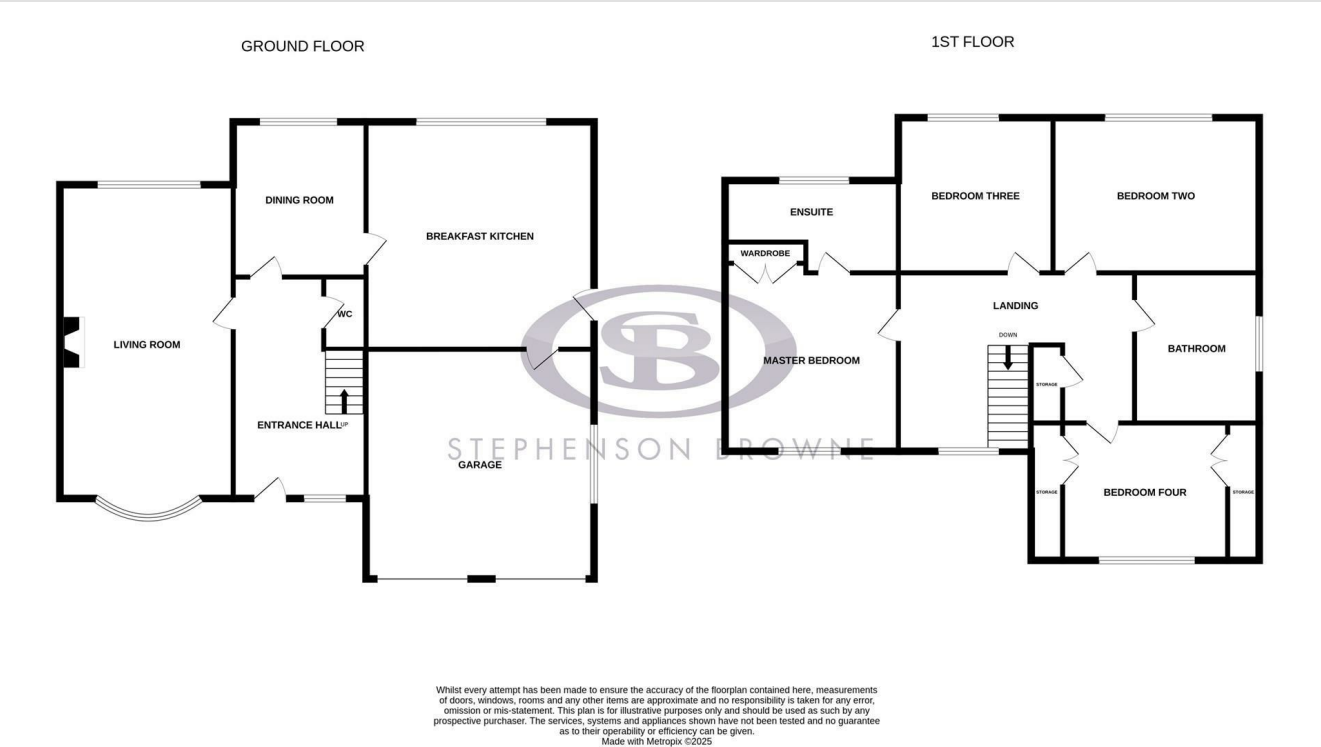 GROUND FLOOR
1ST FLOOR
DINING ROOM
BREAKFAST KITCHEN
WC
LIVING ROOM
UP
ENTRANCE HALL
GARAGE
BEDROOM THREE
BEDROOM TWO
ENSUITE
WARDROBE
LANDING
DOWN
MASTER BEDROOM
BATHROOM
STORAGE
STORAGE
BEDROOM FOUR
STORAGE
SB
STEPHENSON BROWNE
Whilst every attempt has been made to ensure the accuracy of the floorplan contained here, measurements
of doors, windows, rooms and any other items are approximate and no responsibility is taken for any error,
omission or mis-statement. This plan is for illustrative purposes only and should be used as such by any
prospective purchaser. The services, systems and appliances shown have not been tested and no guarantee
as to their operability or efficiency can be given.
Made with Metropix ©2025